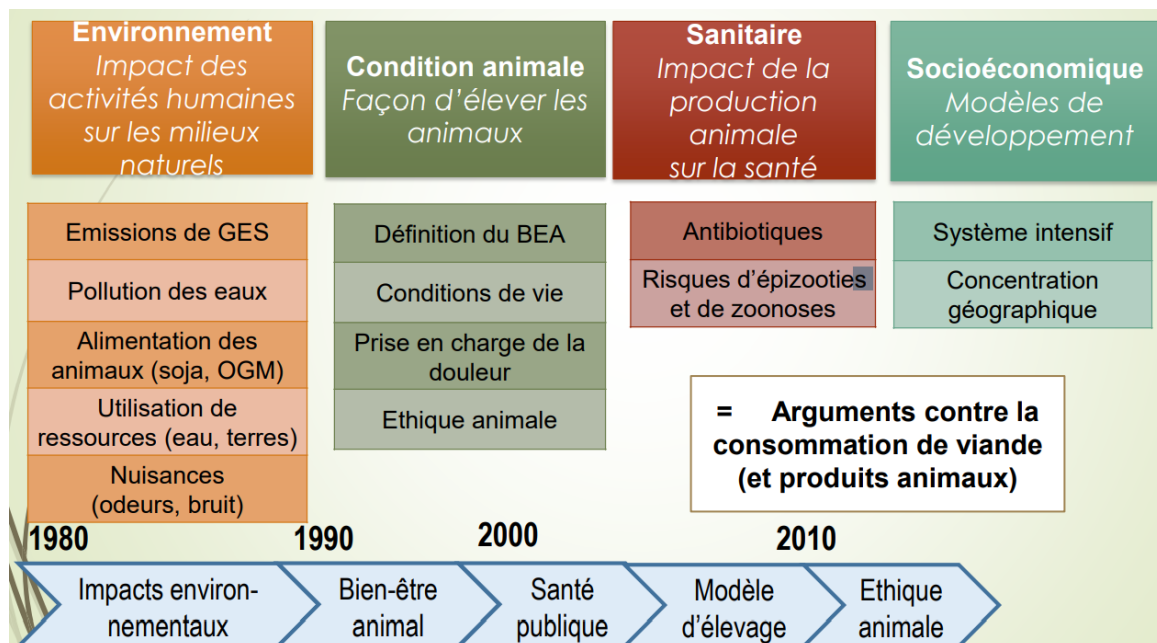 Environnement
Impact des
activités humaines
sur les milieux
naturels
Condition animale
Façon d'élever les
animaux
Sanitaire
Impact de la
production
animale
sur la santé
Socioéconomique
Modèles de
développement
Emissions de GES
Pollution des eaux
Alimentation des
animaux (soja, OGM)
Utilisation de
ressources (eau, terres)
Nuisances
(odeurs, bruit)
Définition du BEA
Conditions de vie
Prise en charge de la
douleur
Ethique animale
Antibiotiques
Risques d'épizooties
et de zoonoses
Système intensif
Concentration
géographique
= Arguments contre la
consommation de viande
(et produits animaux)
1980
1990
2000
2010
Impacts environ-
nementaux
Bien-être
animal
Santé
publique
Modèle
d'élevage
Ethique
animale